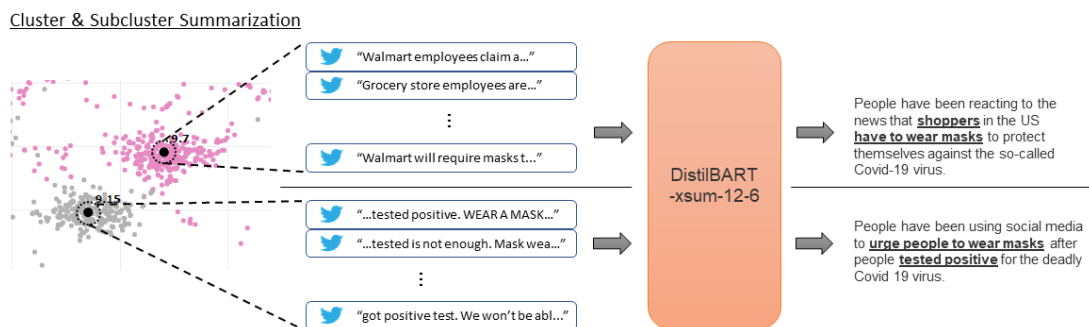 Cluster & Subcluster Summarization
“Walmart employees claim a...”
“Grocery store employees are...”
“Walmart will require masks t...”
9.7
9.15
“...tested positive. WEAR A MASK...”
“...tested is not enough. Mask wea...”
“got positive test. We won’t be abl...”
DistilBART
-xsum-12-6
People have been reacting to the
news that shoppers in the US
have to wear masks to protect
themselves against the so-called
Covid-19 virus.
People have been using social media
to urge people to wear masks after
people tested positive for the deadly
Covid 19 virus.